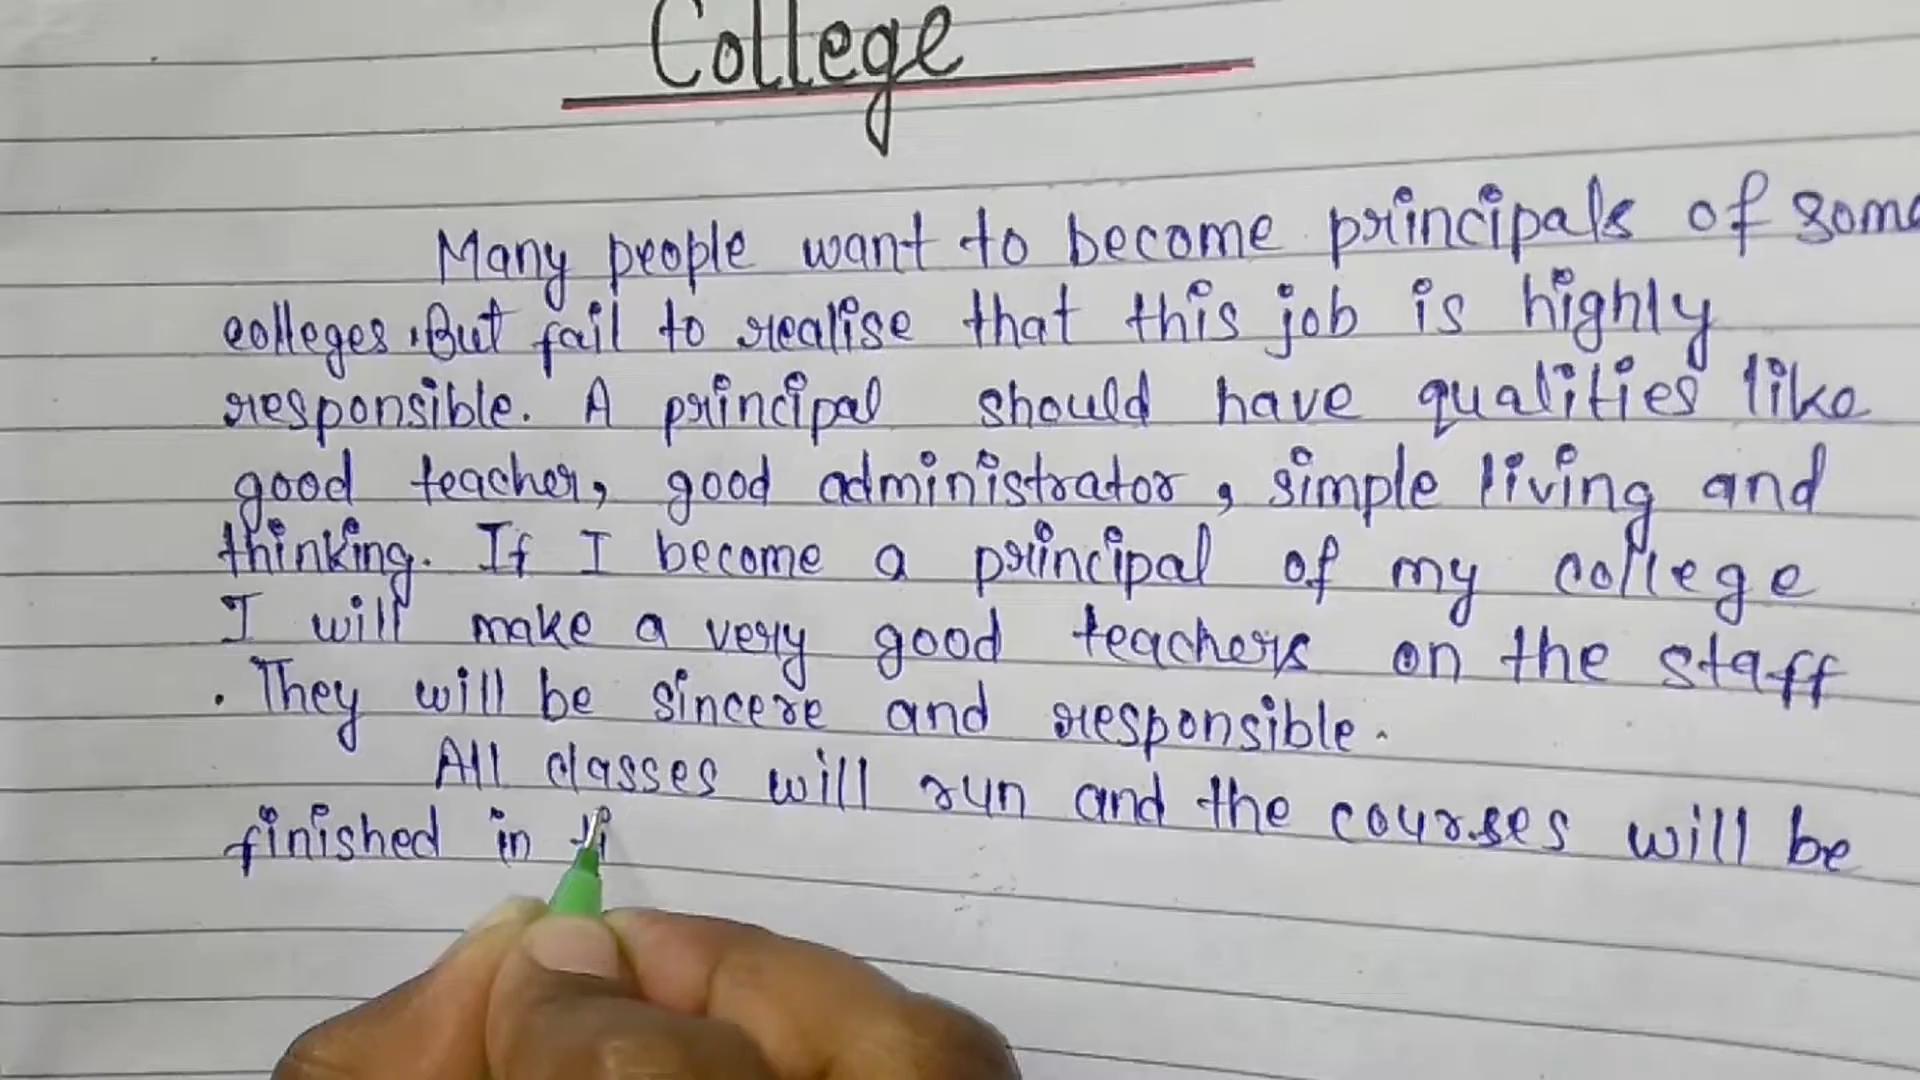 College
Many people want to become principals of some
colleges. But fail to realise that this job is highly
responsible. A principal should have qualities like
good teacher, good administrator, simple living and
thinking. If I become a principal of my college
I will make a very good teachers on the staff
. They will be sincere and responsible.
All classes will run and the courses will be
finished in ti